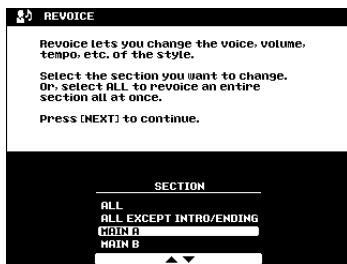 REVOICE
Revoice lets you change the voice, volume,
tempo, etc. of the style.
Select the section you want to change.
Or, select ALL to revoice an entire
section all at once.
Press [NEXT] to continue.
SECTION
ALL
ALL EXCEPT INTRO/ENDING
MAIN A
MAIN B